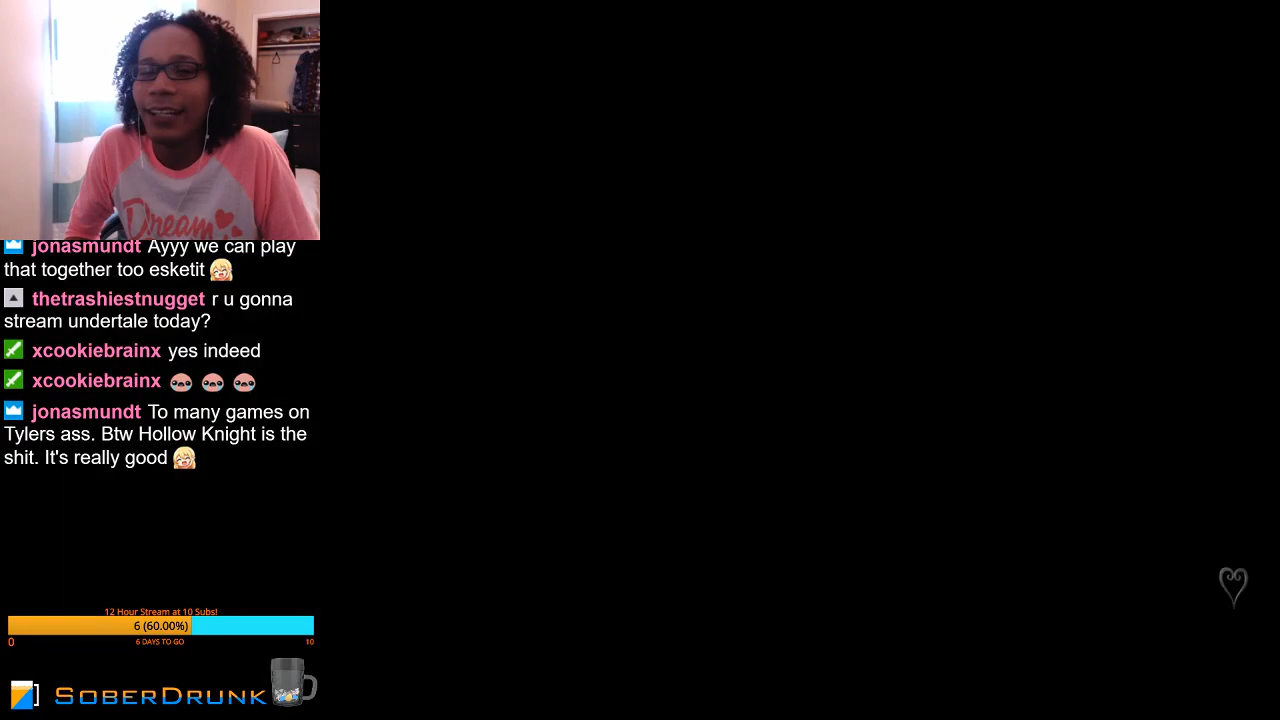 Dream
jonasmundt Ayyy we can play
that together too esketit
thetrashiestnugget r u gonna
stream undertale today?
xcookiebrainx yes indeed
xcookiebrainx
jonasmundt To many games on
Tylers ass. Btw Hollow Knight is the
shit. It's really good
12 Hour Stream at 10 Subs!
6 (60.00%)
0 6 DAYS TO GO 10
SOBERDRUNK